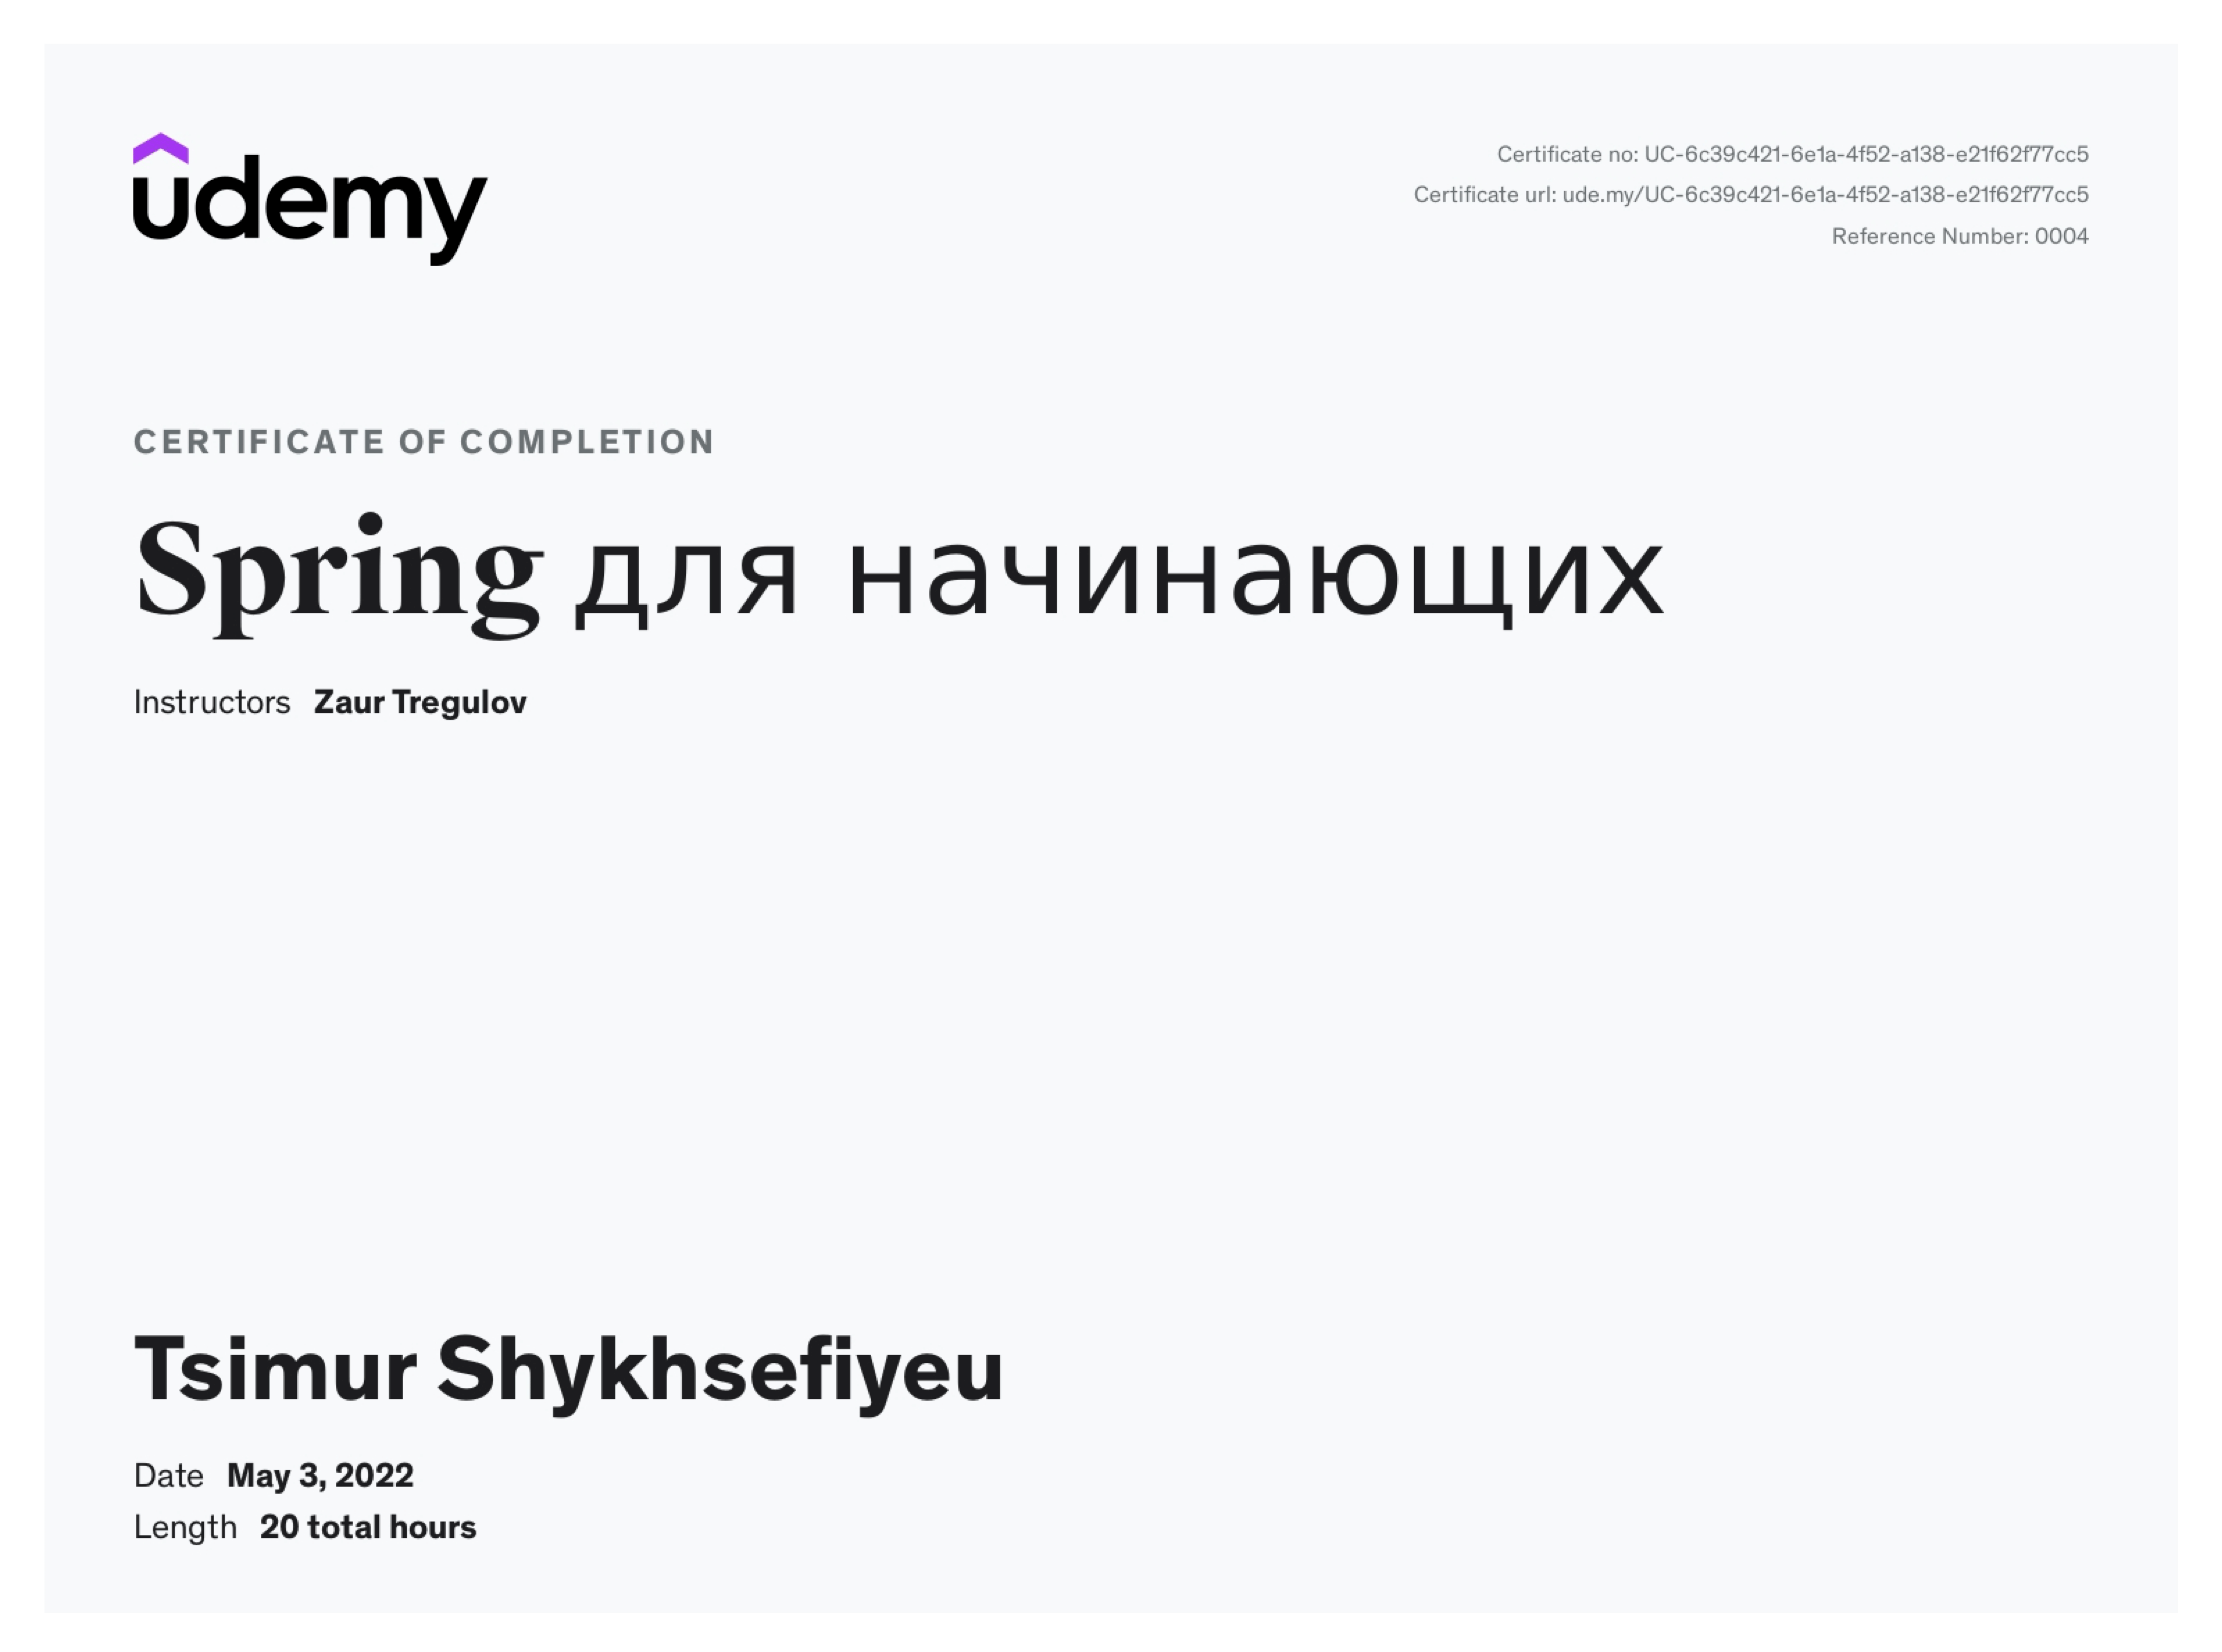 udemy
Certificate no: UC-6c39c421-6e1a-4f52-a138-e21f62f77cc5
Certificate url: ude.my/UC-6c39c421-6e1a-4f52-a138-e21f62f77cc5
Reference Number: 0004
CERTIFICATE OF COMPLETION
Spring для начинающих
Instructors Zaur Tregulov
Tsimur Shykhsefiyeu
Date May 3, 2022
Length 20 total hours